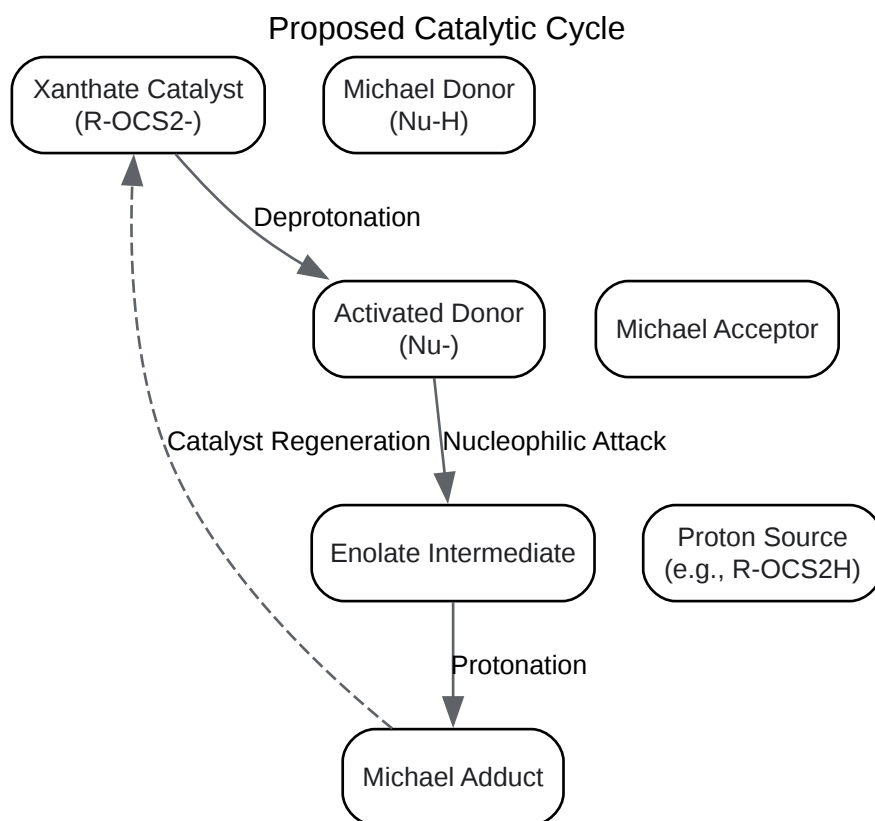 Proposed Catalytic Cycle
Xanthate Catalyst
(R-OCS2-)
Michael Donor
(Nu-H)
Deprotonation
Activated Donor
(Nu-)
Michael Acceptor
Catalyst Regeneration
Nucleophilic Attack
Enolate Intermediate
Proton Source
(e.g., R-OCS2H)
Protonation
Michael Adduct